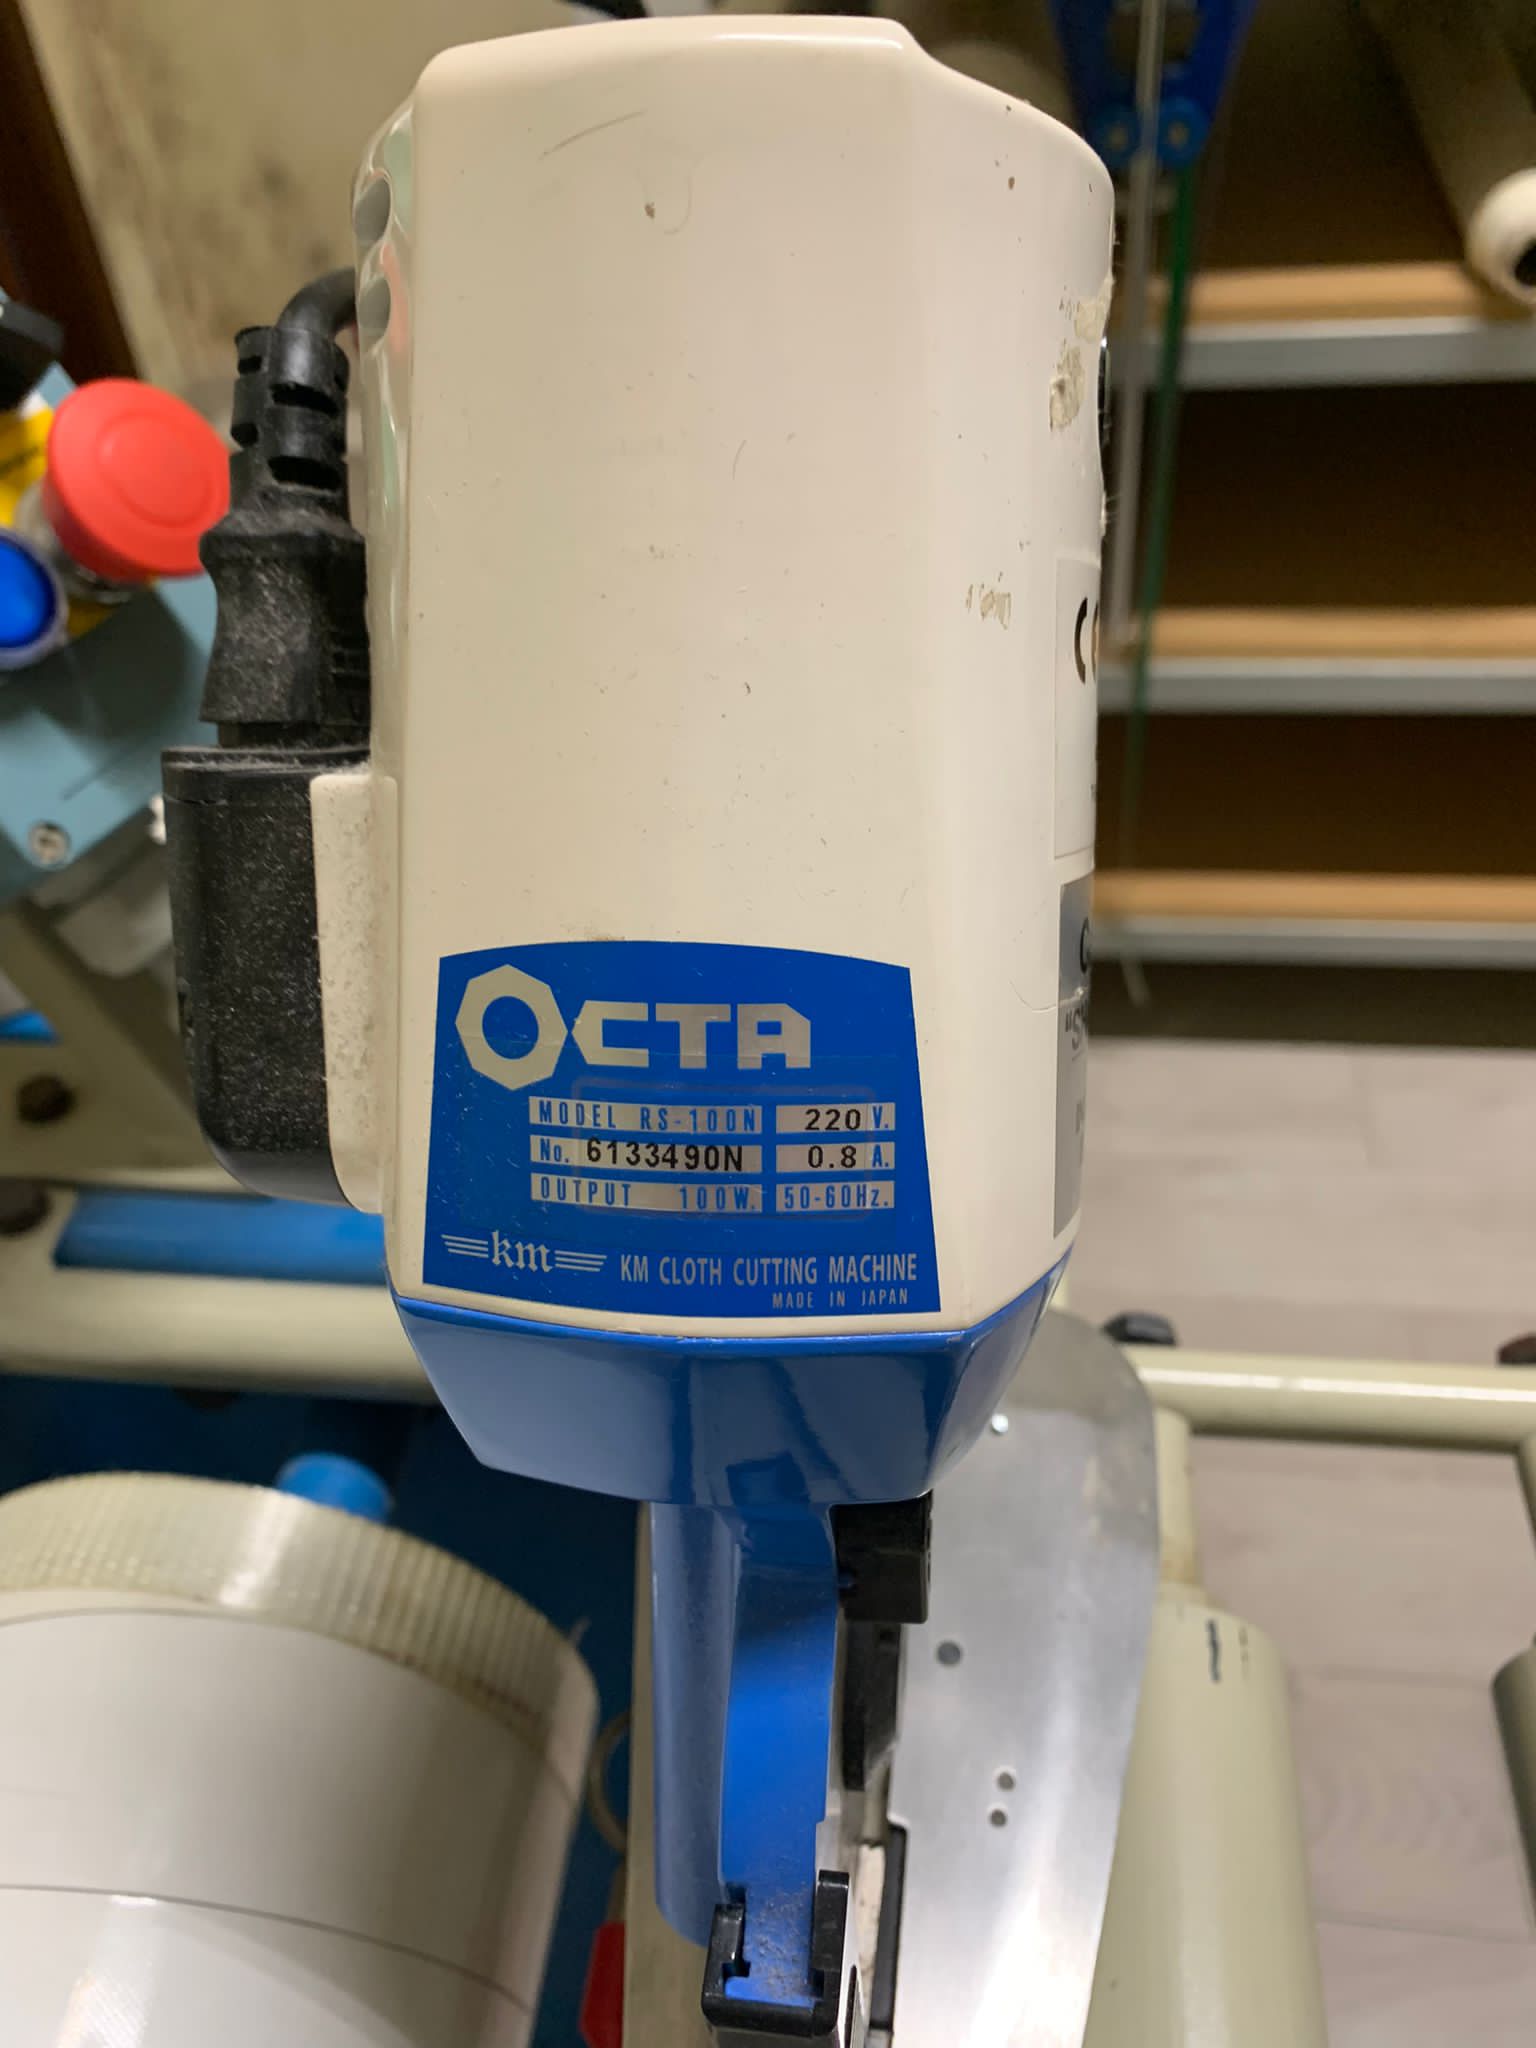 OCTA
MODEL RS-100N 220 V.
No. 6133490N 0.8 A.
OUTPUT 100W. 50-60Hz.
km KM CLOTH CUTTING MACHINE
MADE IN JAPAN